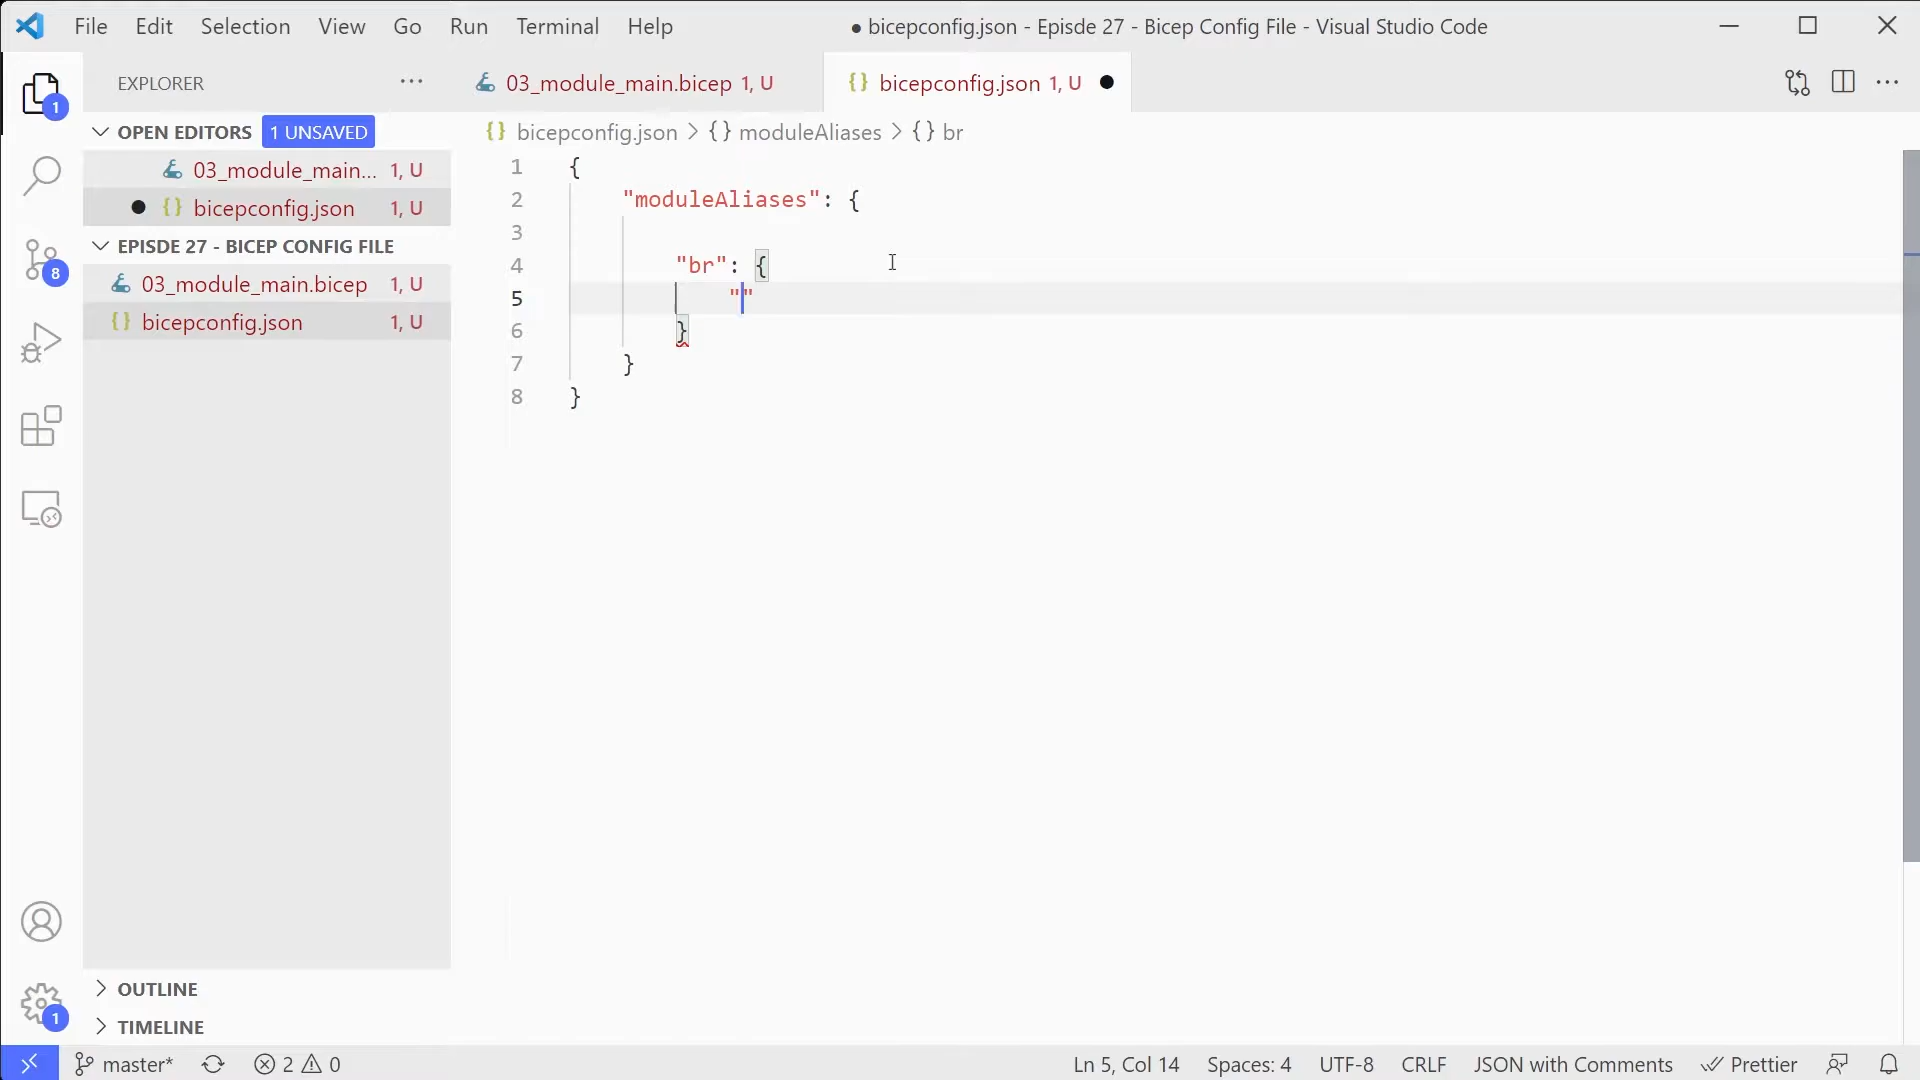 File Edit Selection View Go Run Terminal Help ● bicepconfig.json - Episde 27 - Bicep Config File - Visual Studio Code
EXPLORER ...
03_module_main.bicep 1, U
{} bicepconfig.json 1, U ●
OPEN EDITORS 1 UNSAVED
03_module_main... 1, U
● {} bicepconfig.json 1, U
EPISDE 27 - BICEP CONFIG FILE
03_module_main.bicep 1, U
{} bicepconfig.json 1, U
1
8
1
OUTLINE
TIMELINE
{} bicepconfig.json > {} moduleAliases > {} br
1 {
2 "moduleAliases": {
3
4 "br": {
5 ""
6 }
7 }
8 }
master* 2 0 Ln 5, Col 14 Spaces: 4 UTF-8 CRLF JSON with Comments Prettier